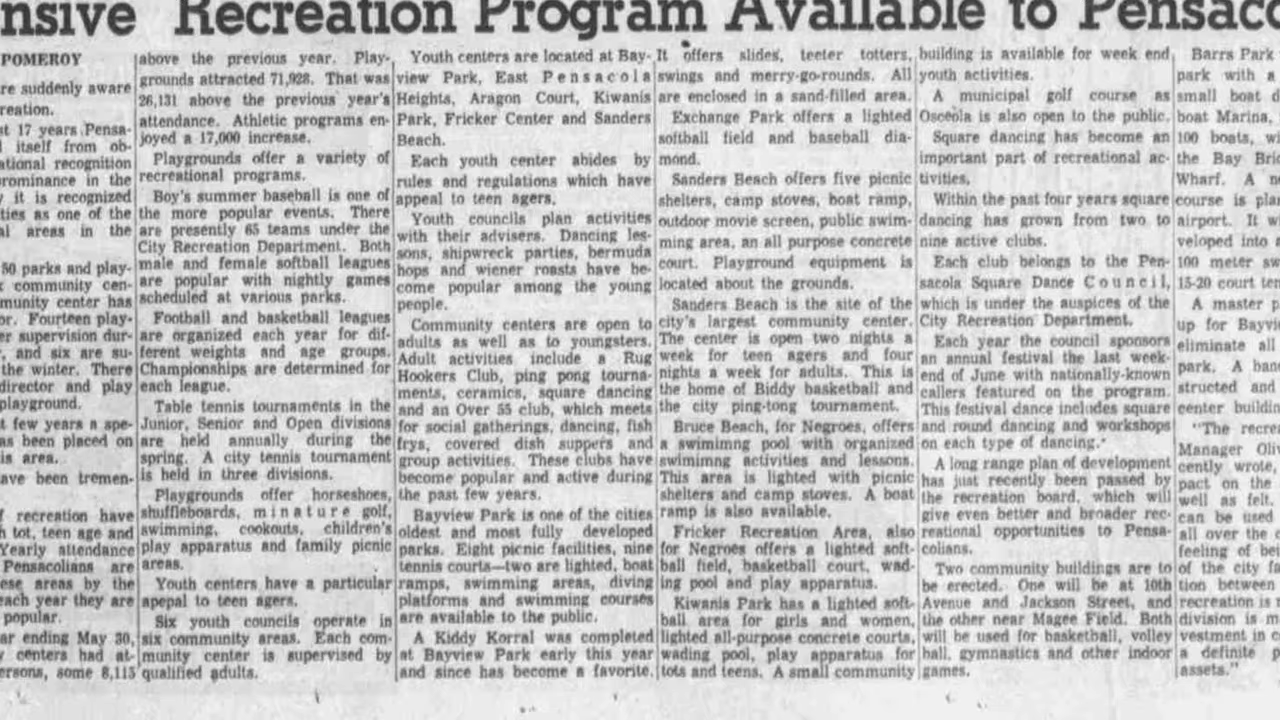 nsive Recreation Program Available to Pensaco
POMEROY
re suddenly aware
reation.
st 17 years Pensa-
itself from ob-
ational recognition
rominance in the
y it is recognized
ties as one of the
al areas in the
50 parks and play-
community cen-
munity center has
or. Fourteen play-
er supervision dur-
, and six are su-
the winter. There
director and play
playground.
t few years a spe-
as been placed on
is area.
ave been tremen-
f recreation have
h tot, teen age and
Yearly attendance
Pensacolians are
ese areas by the
each year they are
popular.
ar ending May 30,
y centers had at-
ersons, some 8,113
above the previous year. Play-
grounds attracted 71,928. That was
26,131 above the previous year's
attendance. Athletic programs en-
joyed a 17,000 increase.
Playgrounds offer a variety of
recreational programs.
Boy's summer baseball is one of
the more popular events. There
are presently 65 teams under the
City Recreation Department. Both
male and female softball leagues
are popular with nightly games
scheduled at various parks.
Football and basketball leagues
are organized each year for dif-
ferent weights and age groups.
Championships are determined for
each league.
Table tennis tournaments in the
Junior, Senior and Open divisions
are held annually during the
spring. A city tennis tournament
is held in three divisions.
Playgrounds offer horseshoes,
shuffleboards, minature golf,
swimming, cookouts, children's
play apparatus and family picnic
areas.
Youth centers have a particular
apepal to teen agers.
Six youth councils operate in
six community areas. Each com-
munity center is supervised by
qualified adults.
Youth centers are located at Bay-
view Park, East Pensacola
Heights, Aragon Court, Kiwanis
Park, Fricker Center and Sanders
Beach.
Each youth center abides by
rules and regulations which have
appeal to teen agers.
Youth councils plan activities
with their advisers. Dancing les-
sons, shipwreck parties, bermuda
hops and wiener roasts have be-
come popular among the young
people.
Community centers are open to
adults as well as to youngsters.
Adult activities include a Rug
Hookers Club, ping pong tourna-
ments, ceramics, square dancing
and an Over 55 club, which meets
for social gatherings, dancing, fish
frys, covered dish suppers and
group activities. These clubs have
become popular and active during
the past few years.
Bayview Park is one of the cities
oldest and most fully developed
parks. Eight picnic facilities, nine
tennis courts—two are lighted, boat
ramps, swimming areas, diving
platforms and swimming courses
are available to the public.
A Kiddy Korral was completed
at Bayview Park early this year
and since has become a favorite.
It offers slides, teeter totters,
swings and merry-go-rounds. All
are enclosed in a sand-filled area.
Exchange Park offers a lighted
softball field and baseball dia-
mond.
Sanders Beach offers five picnic
shelters, camp stoves, boat ramp,
outdoor movie screen, public swim-
ming area, an all purpose concrete
court. Playground equipment is
located about the grounds.
Sanders Beach is the site of the
city's largest community center.
The center is open two nights a
week for teen agers and four
nights a week for adults. This is
the home of Biddy basketball and
the city ping-tong tournament.
Bruce Beach, for Negroes, offers
a swimimng pool with organized
swimimng activities and lessons.
This area is lighted with picnic
shelters and camp stoves. A boat
ramp is also available.
Fricker Recreation Area, also
for Negroes offers a lighted soft-
ball field, basketball court, wad-
ing pool and play apparatus.
Kiwanis Park has a lighted soft-
ball area for girls and women,
lighted all-purpose concrete courts,
wading pool, play apparatus for
tots and teens. A small community
building is available for week end
youth activities.
A municipal golf course as
Osceola is also open to the public.
Square dancing has become an
important part of recreational ac-
tivities.
Within the past four years square
dancing has grown from two to
nine active clubs.
Each club belongs to the Pen-
sacola Square Dance Council,
which is under the auspices of the
City Recreation Department.
Each year the council sponsors
an annual festival the last week-
end of June with nationally-known
callers featured on the program.
This festival dance includes square
and round dancing and workshops
on each type of dancing.
A long range plan of development
has just recently been passed by
the recreation board, which will
give even better and broader rec-
reational opportunities to Pensa-
colians.
Two community buildings are to
be erected. One will be at 10th
Avenue and Jackson Street, and
the other near Magee Field. Both
will be used for basketball, volley
ball, gymnastics and other indoor
games.
Barrs Park
park with a
small boat d
boat Marina,
100 boats, w
the Bay Bri
Wharf. A n
course is pla
airport. It w
veloped into
100 meter sw
15-20 court ten
A master p
up for Bayvi
eliminate all
park. A ban
structed and
center buildin
"The recre
Manager Oliv
cently wrote,
pact on the
well as felt.
can be used
all over the c
feeling of be
of the city fa
tion between
recreation is
division is m
vestment in c
a definite p
assets."